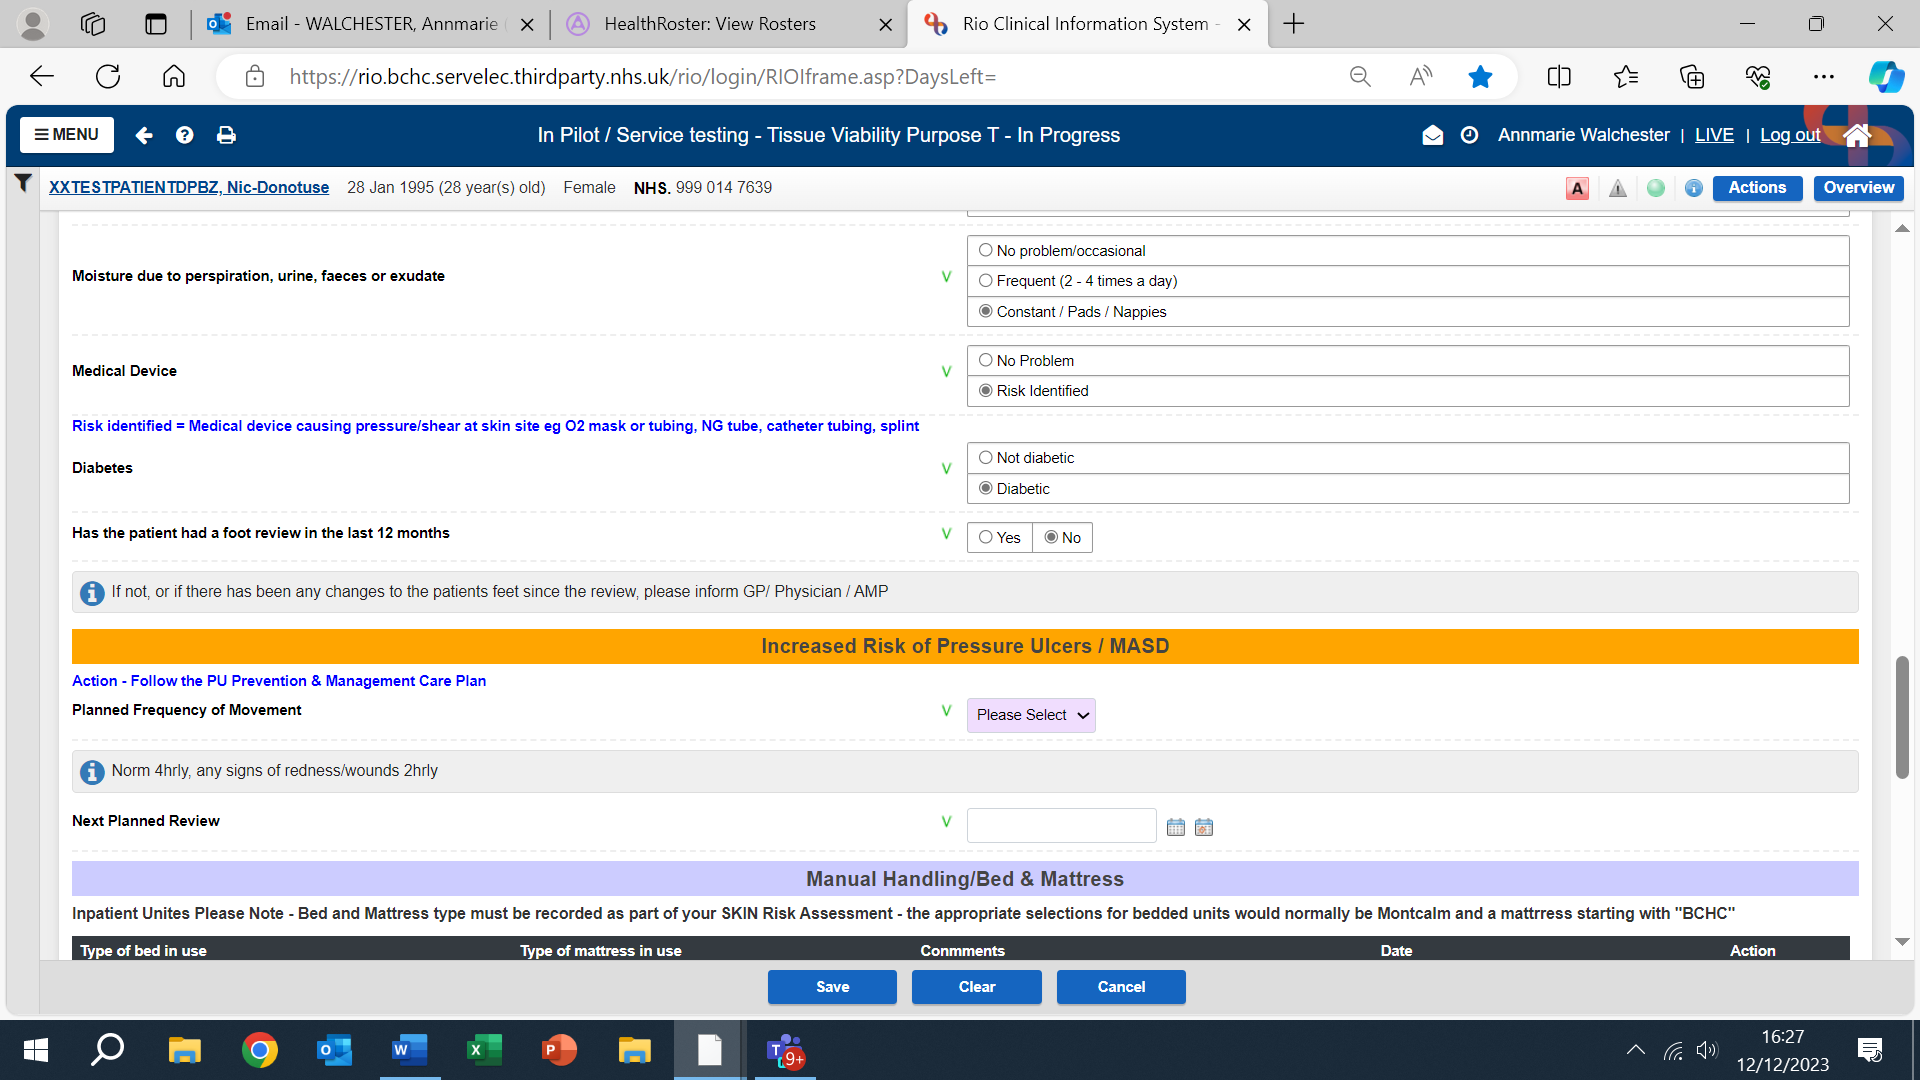 Email - WALCHESTER, Annmarie
HealthRoster: View Rosters
Rio Clinical Information System -
https://rio.bchc.servelec.thirdparty.nhs.uk/rio/login/RIOIframe.asp?DaysLeft=
MENU
In Pilot / Service testing - Tissue Viability Purpose T - In Progress
Annmarie Walchester | LIVE | Log out
XXTESTPATIENTDPBZ, Nic-Donotuse 28 Jan 1995 (28 year(s) old) Female NHS. 999 014 7639
A
Actions
Overview
No problem/occasional
Moisture due to perspiration, urine, faeces or exudate V
Frequent (2 - 4 times a day)
Constant / Pads / Nappies
No Problem
Medical Device V
Risk Identified
Risk identified = Medical device causing pressure/shear at skin site eg O2 mask or tubing, NG tube, catheter tubing, splint
Not diabetic
Diabetes V
Diabetic
Has the patient had a foot review in the last 12 months V Yes No
If not, or if there has been any changes to the patients feet since the review, please inform GP/ Physician / AMP
Increased Risk of Pressure Ulcers / MASD
Action - Follow the PU Prevention & Management Care Plan
Planned Frequency of Movement V Please Select
Norm 4hrly, any signs of redness/wounds 2hrly
Next Planned Review V
Manual Handling/Bed & Mattress
Inpatient Unites Please Note - Bed and Mattress type must be recorded as part of your SKIN Risk Assessment - the appropriate selections for bedded units would normally be Montcalm and a mattrress starting with "BCHC"
Type of bed in use Type of mattress in use Conmments Date Action
Save Clear Cancel
9+
16:27
12/12/2023